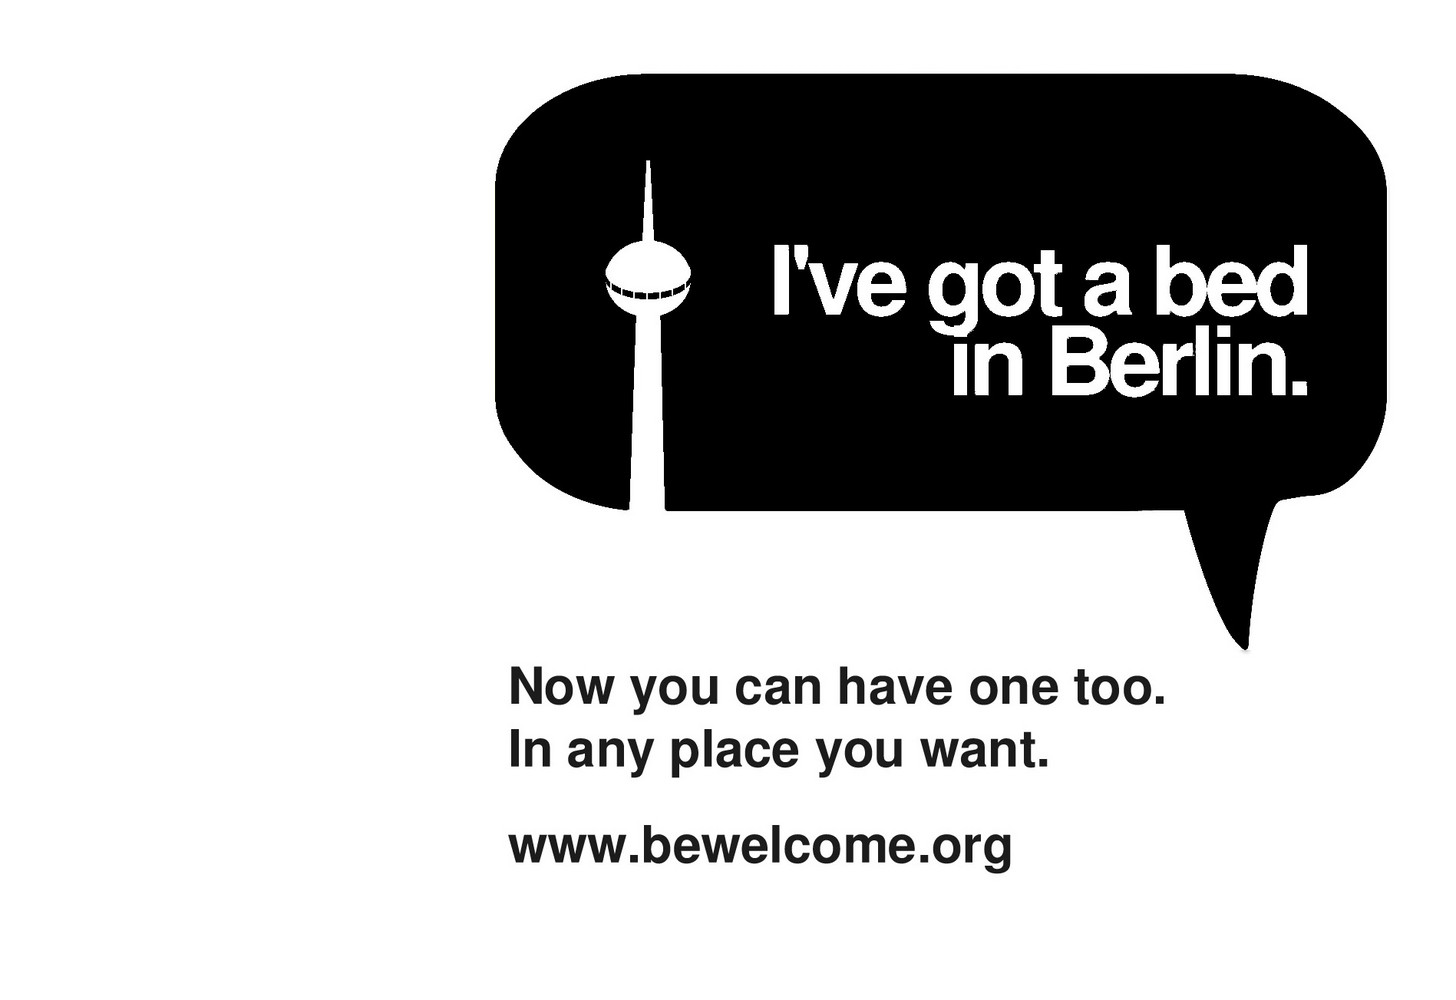 I've got a bed
in Berlin.
Now you can have one too.
In any place you want.
www.bewelcome.org